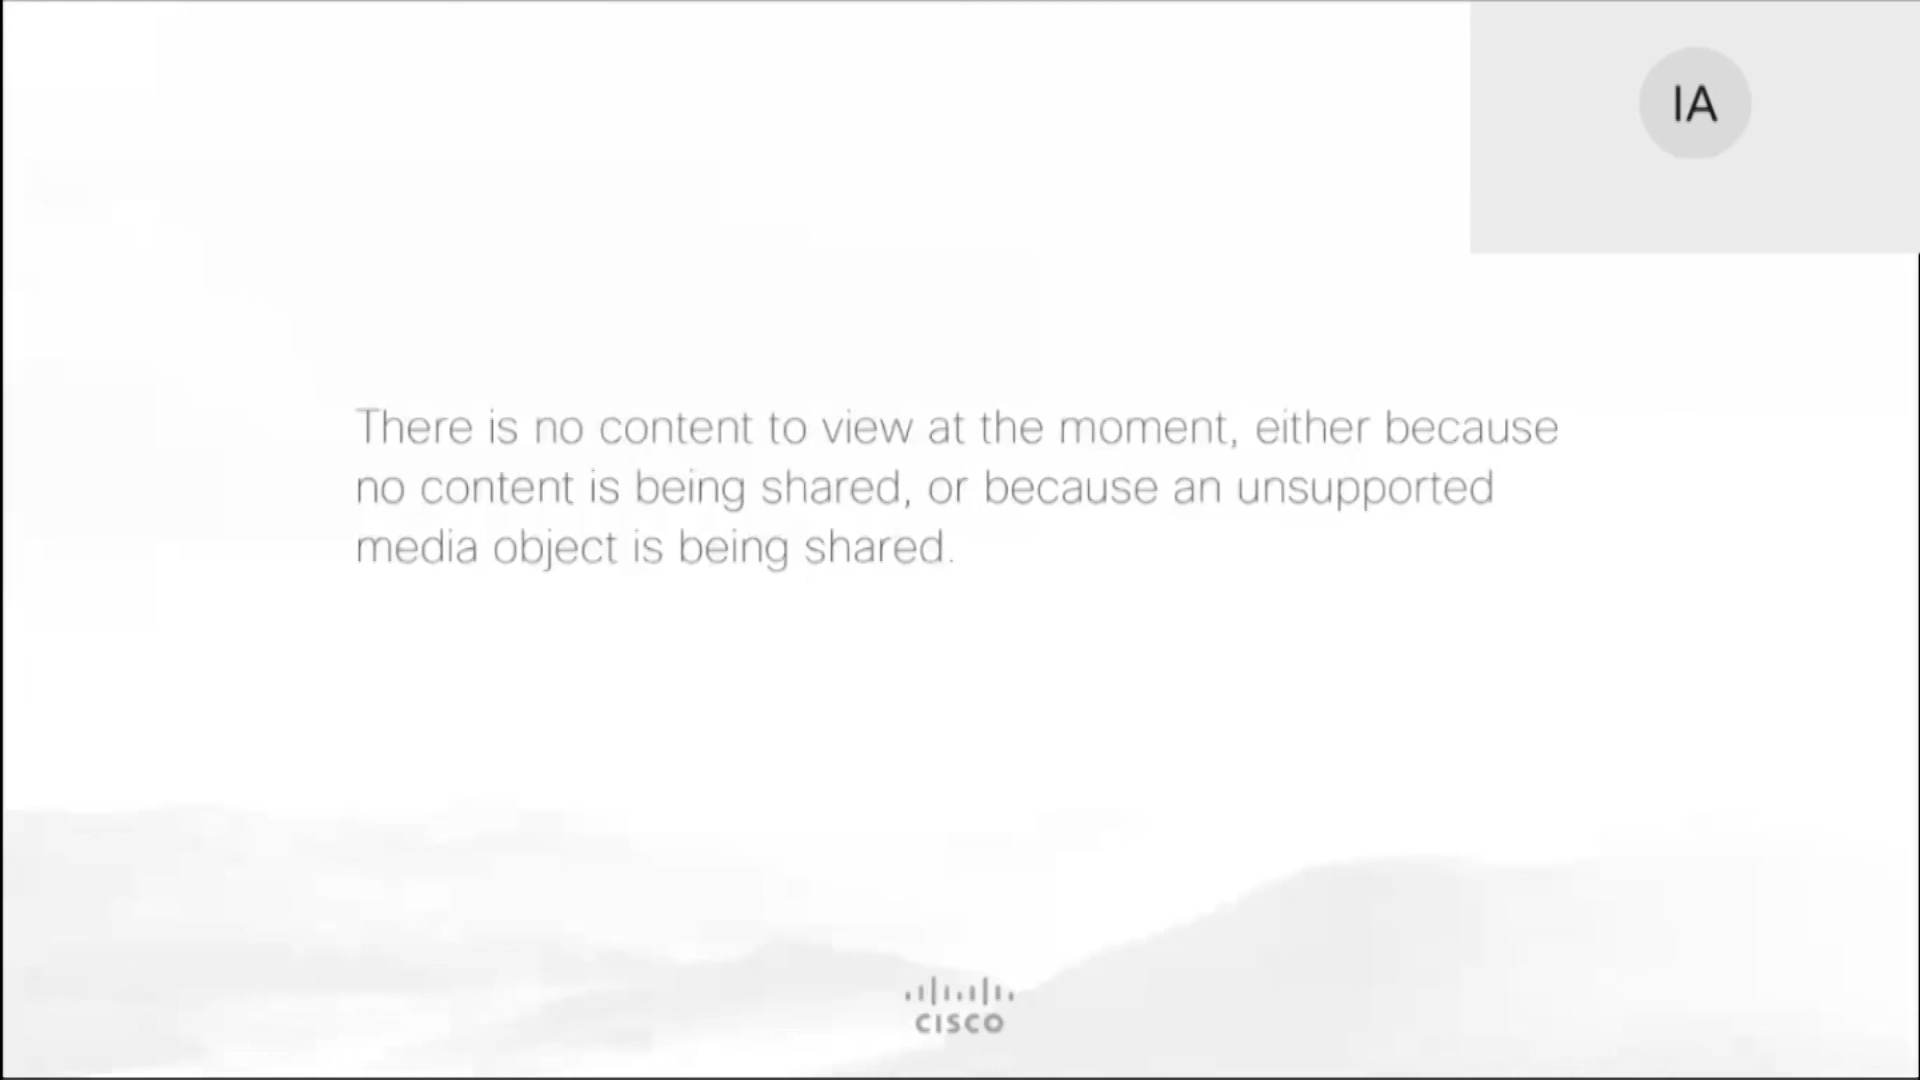 IA
There is no content to view at the moment, either because
no content is being shared, or because an unsupported
media object is being shared.
CISCO